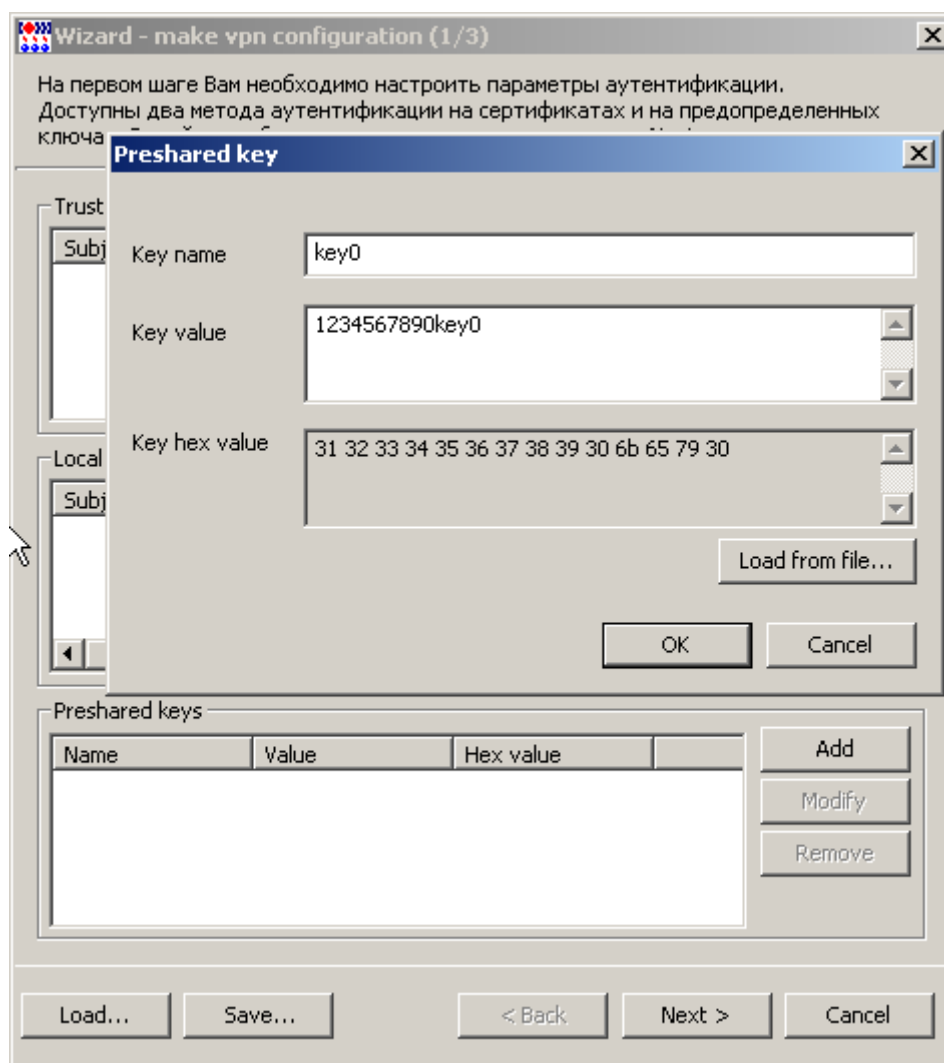 Wizard - make vpn configuration (1/3)
На первом шаге Вам необходимо настроить параметры аутентификации.
Доступны два метода аутентификации на сертификатах и на предопределенных
ключа
Preshared key
Trust
Subj
Key name
key0
Key value
1234567890key0
Key hex value
31 32 33 34 35 36 37 38 39 30 6b 65 79 30
Local
Subj
Load from file...
OK Cancel
Preshared keys
Name Value Hex value
Add
Modify
Remove
Load... Save... < Back Next > Cancel